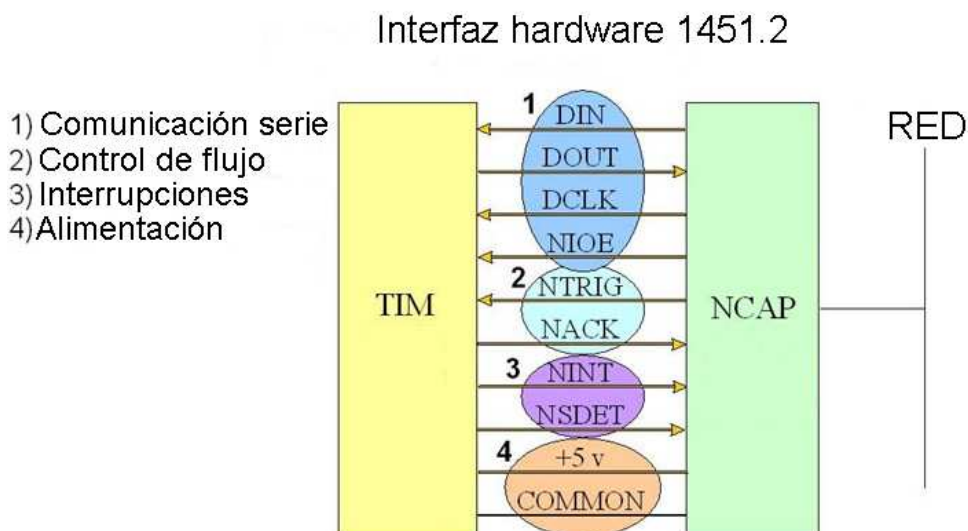 Interfaz hardware 1451.2
1) Comunicación serie
2) Control de flujo
3) Interrupciones
4) Alimentación
TIM
1
DIN
DOUT
DCLK
NIOE
2
NTRIG
NACK
3
NINT
NSDET
4
+5 v
COMMON
NCAP
RED